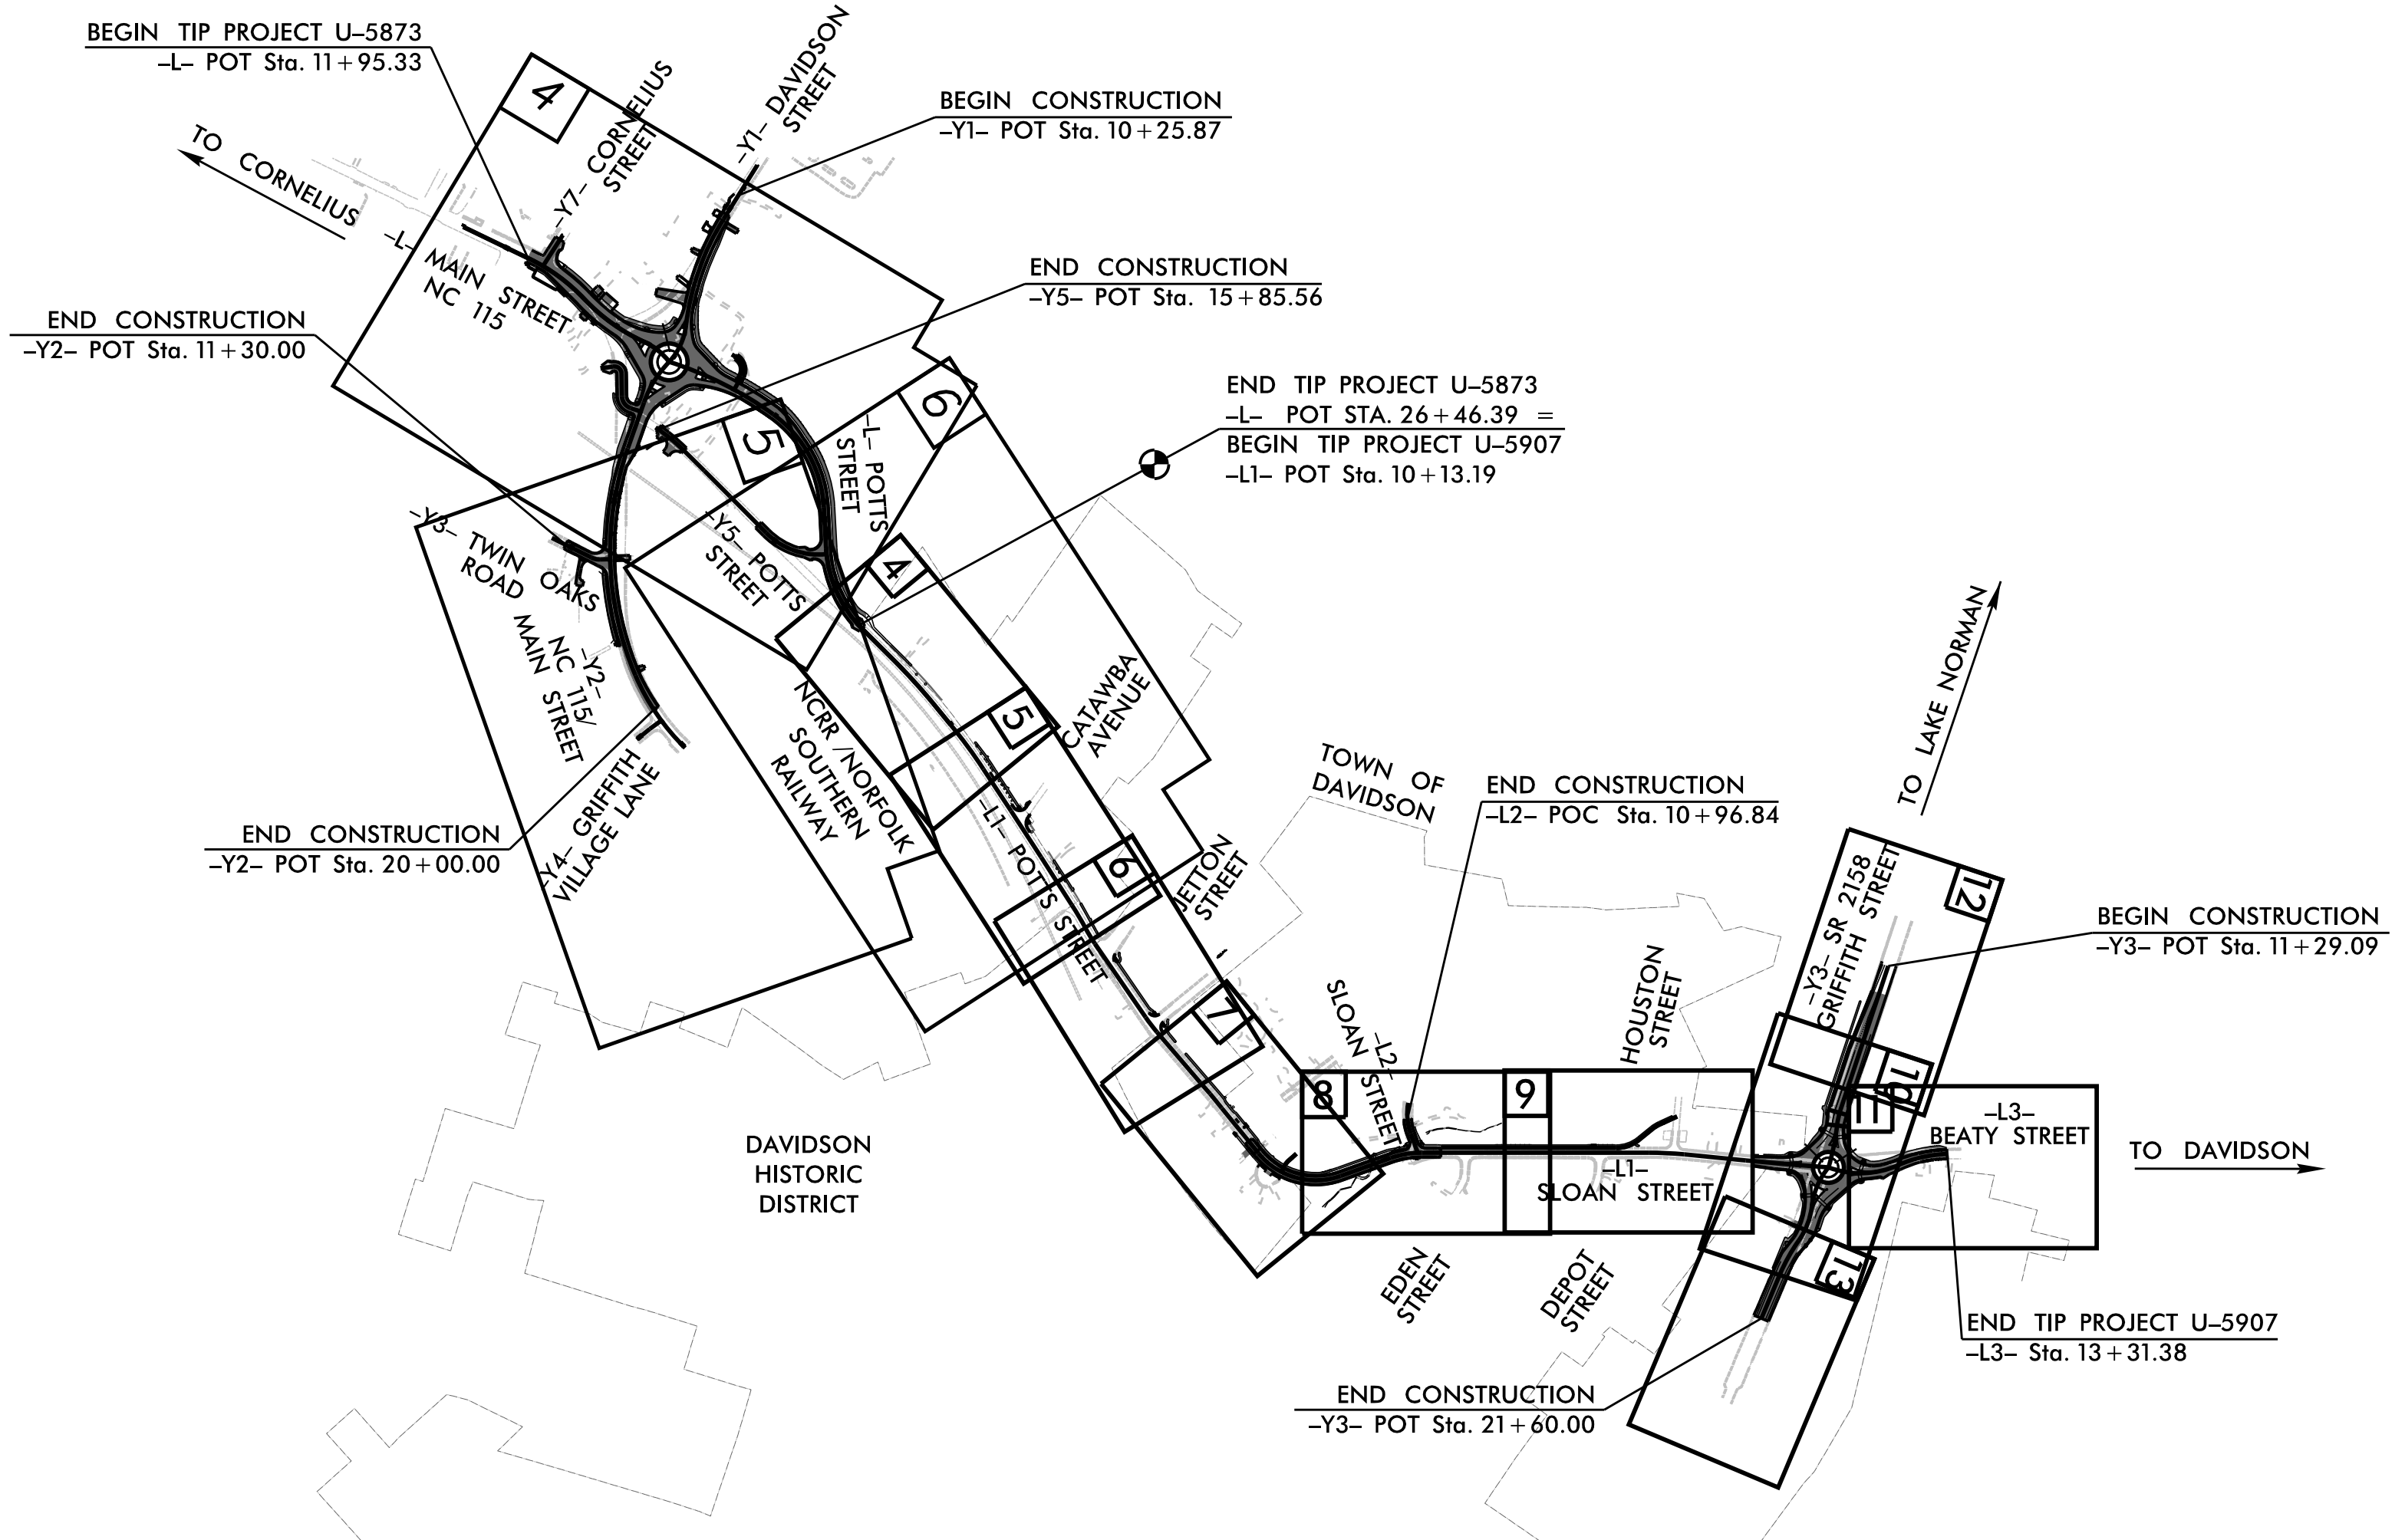 BEGIN TIP PROJECT U–5873
–L– POT Sta. 11+95.33
4
–Y7– CORNELIUS
STREET
–Y1– DAVIDSON
STREET
BEGIN CONSTRUCTION
–Y1– POT Sta. 10+25.87
TO CORNELIUS
–L–
MAIN STREET
NC 115
END CONSTRUCTION
–Y5– POT Sta. 15+85.56
END CONSTRUCTION
–Y2– POT Sta. 11+30.00
END TIP PROJECT U–5873
–L– POT STA. 26+46.39 =
BEGIN TIP PROJECT U–5907
–L1– POT Sta. 10+13.19
6
5
–L– POTTS
STREET
–Y3– TWIN OAKS
ROAD
–Y5– POTTS
STREET
4
–Y2–
NC 115/
MAIN STREET
NCRR /NORFOLK
SOUTHERN
RAILWAY
5
CATAWBA
AVENUE
–L1– POTTS STREET
END CONSTRUCTION
–Y2– POT Sta. 20+00.00
–Y4– GRIFFITH
VILLAGE LANE
6
JETTON
STREET
TOWN OF
DAVIDSON
END CONSTRUCTION
–L2– POC Sta. 10+96.84
TO LAKE NORMAN
12
–Y3– SR 2158
GRIFFITH STREET
BEGIN CONSTRUCTION
–Y3– POT Sta. 11+29.09
7
–L2–
SLOAN STREET
HOUSTON
STREET
8
9
10
11
–L3–
BEATY STREET
TO DAVIDSON
–L1–
SLOAN STREET
DAVIDSON
HISTORIC
DISTRICT
EDEN
STREET
DEPOT
STREET
13
END TIP PROJECT U–5907
–L3– Sta. 13+31.38
END CONSTRUCTION
–Y3– POT Sta. 21+60.00